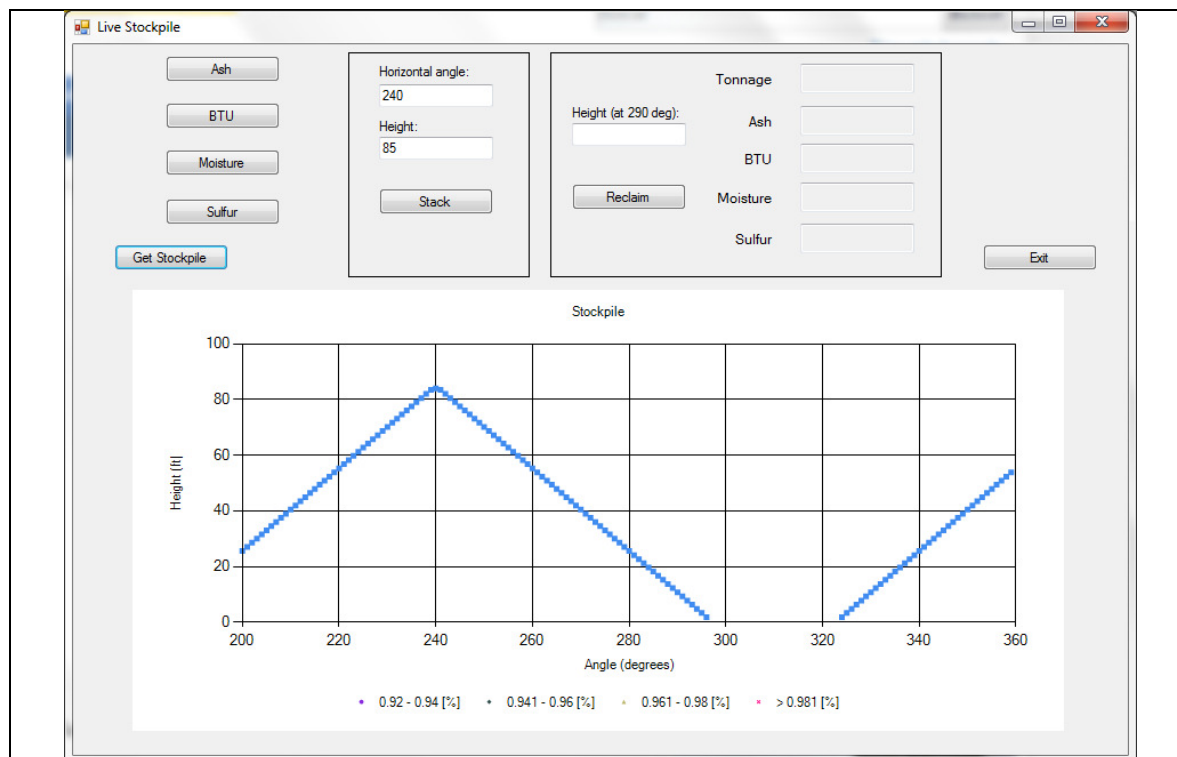 Live Stockpile
Ash
BTU
Moisture
Sulfur
Get Stockpile
Horizontal angle:
240
Height:
85
Stack
Height (at 290 deg):
Reclaim
Tonnage
Ash
BTU
Moisture
Sulfur
Exit
Stockpile
100
80
60
40
20
0
Height [ft]
200 220 240 260 280 300 320 340 360
Angle (degrees)
0.92 - 0.94 [%] 0.941 - 0.96 [%] 0.961 - 0.98 [%] > 0.981 [%]